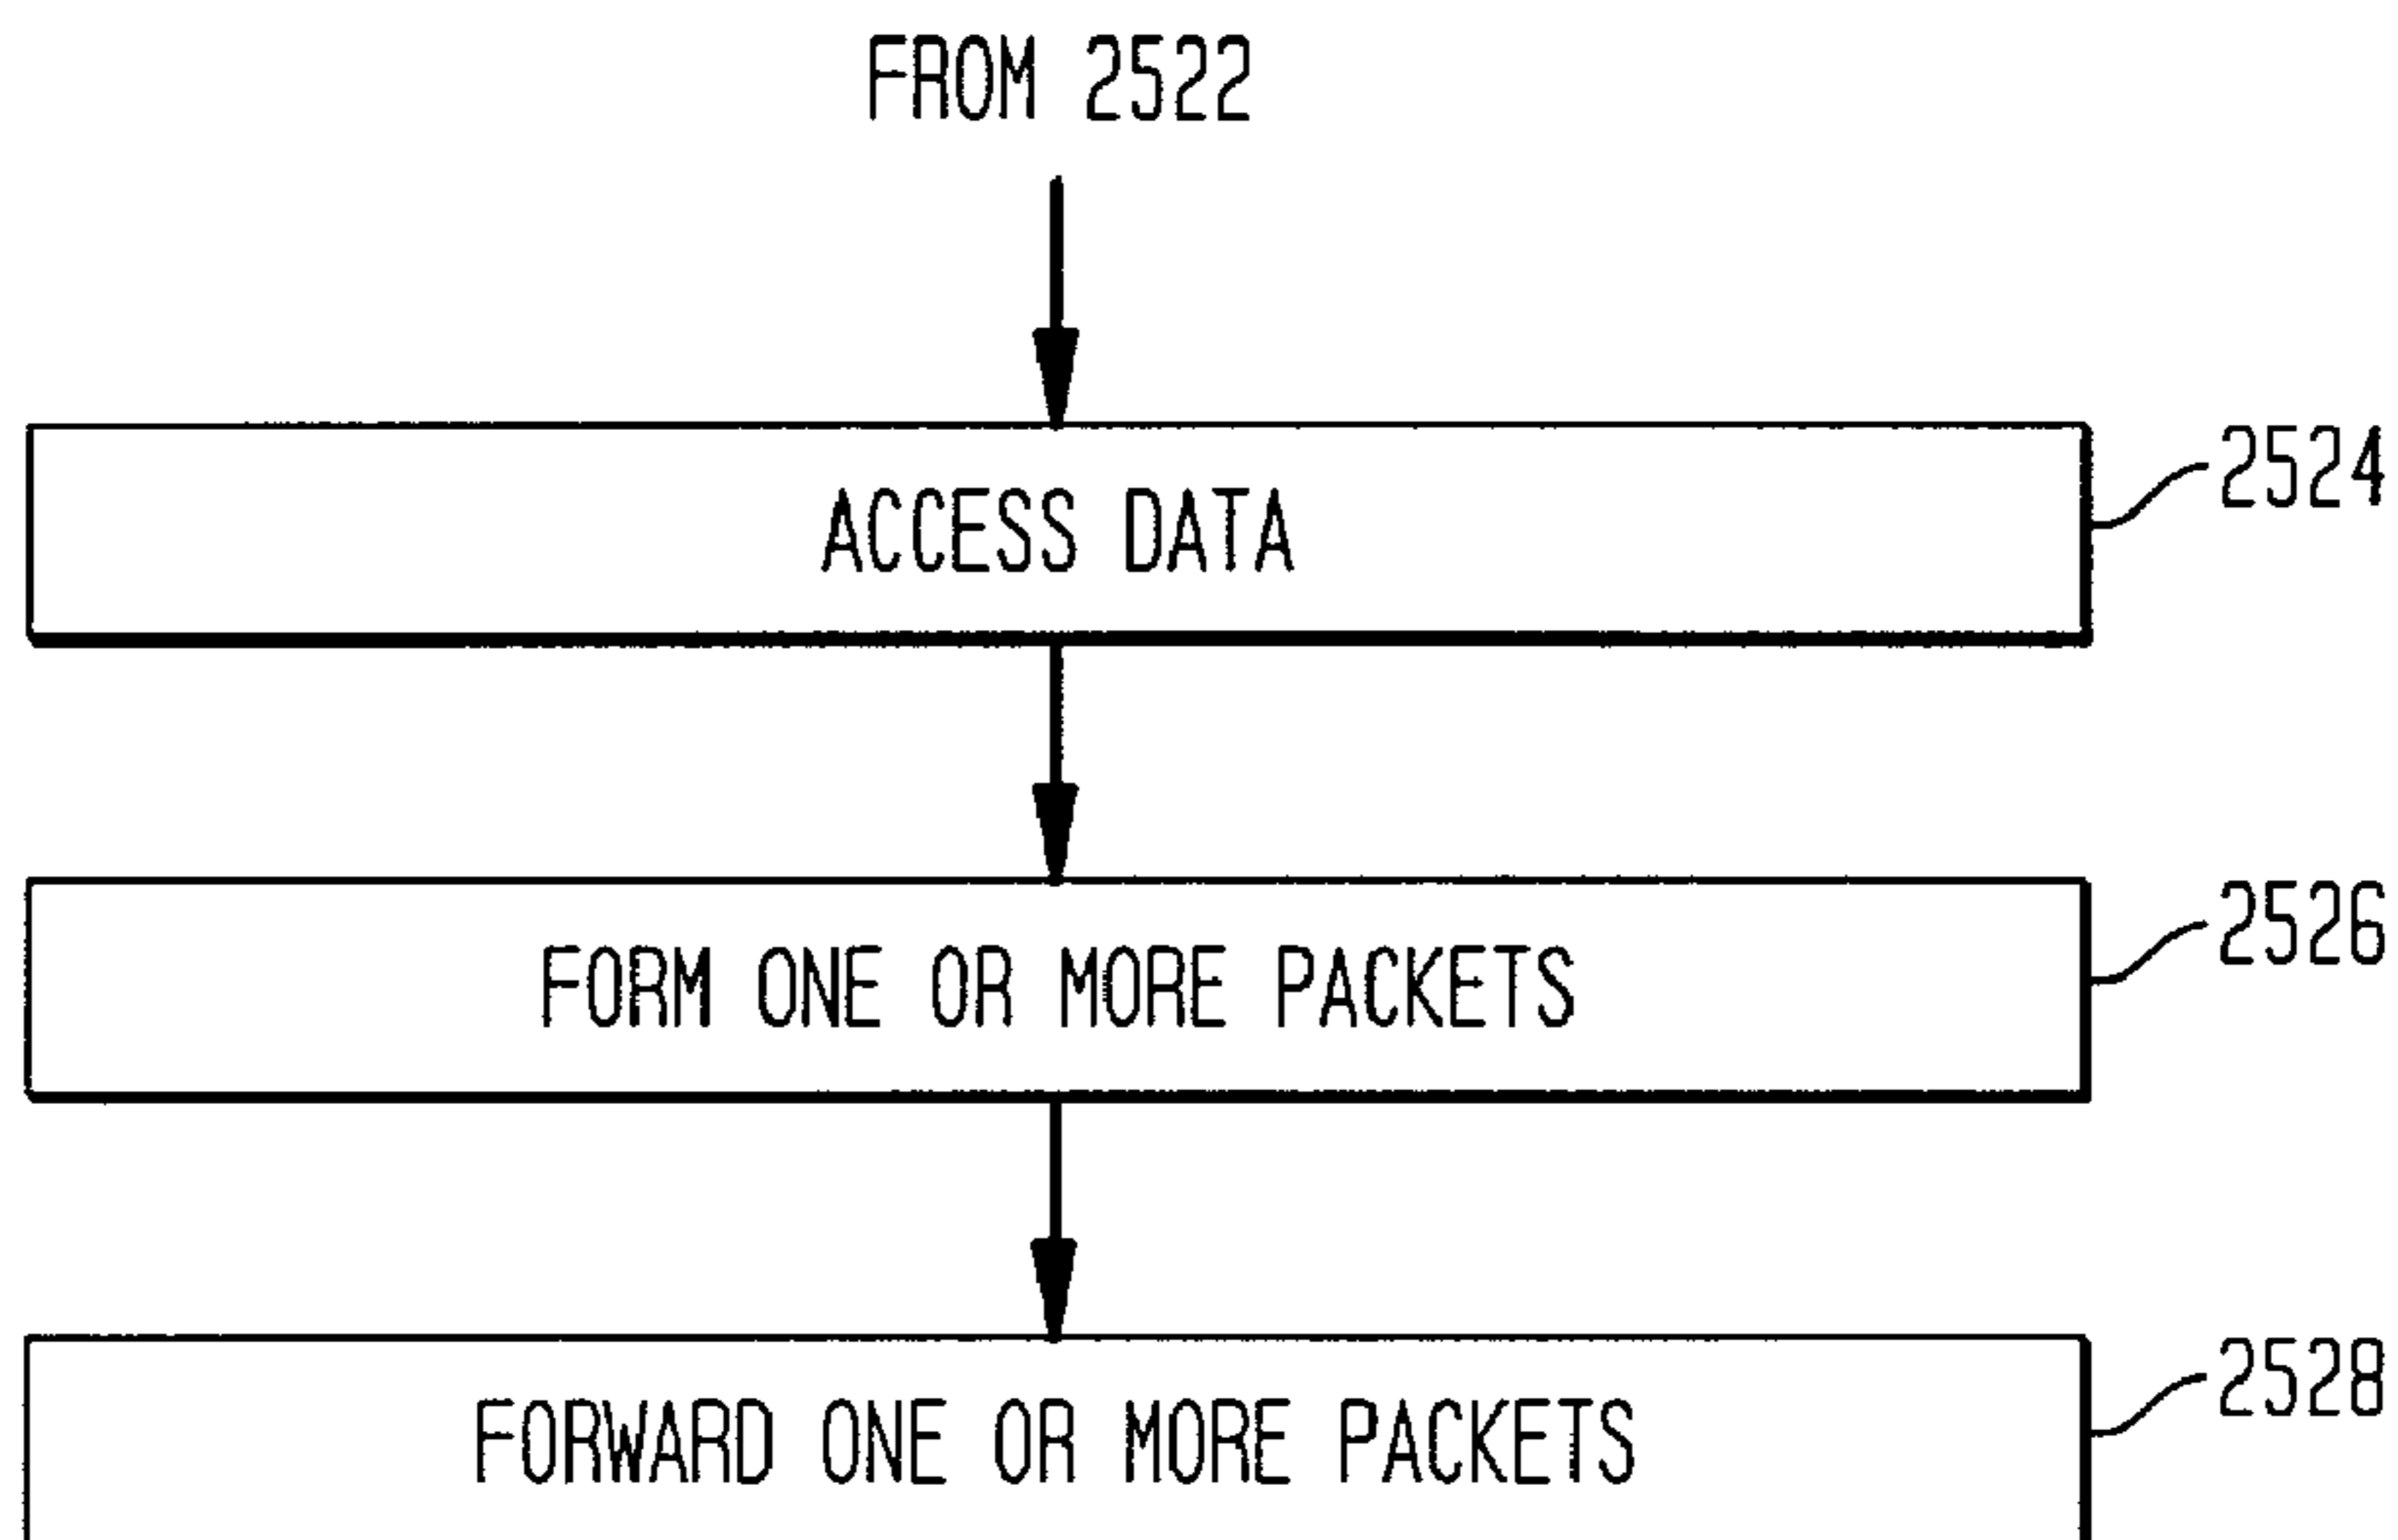 FROM 2522
ACCESS DATA
2524
FORM ONE OR MORE PACKETS
2526
FORWARD ONE OR MORE PACKETS
2528